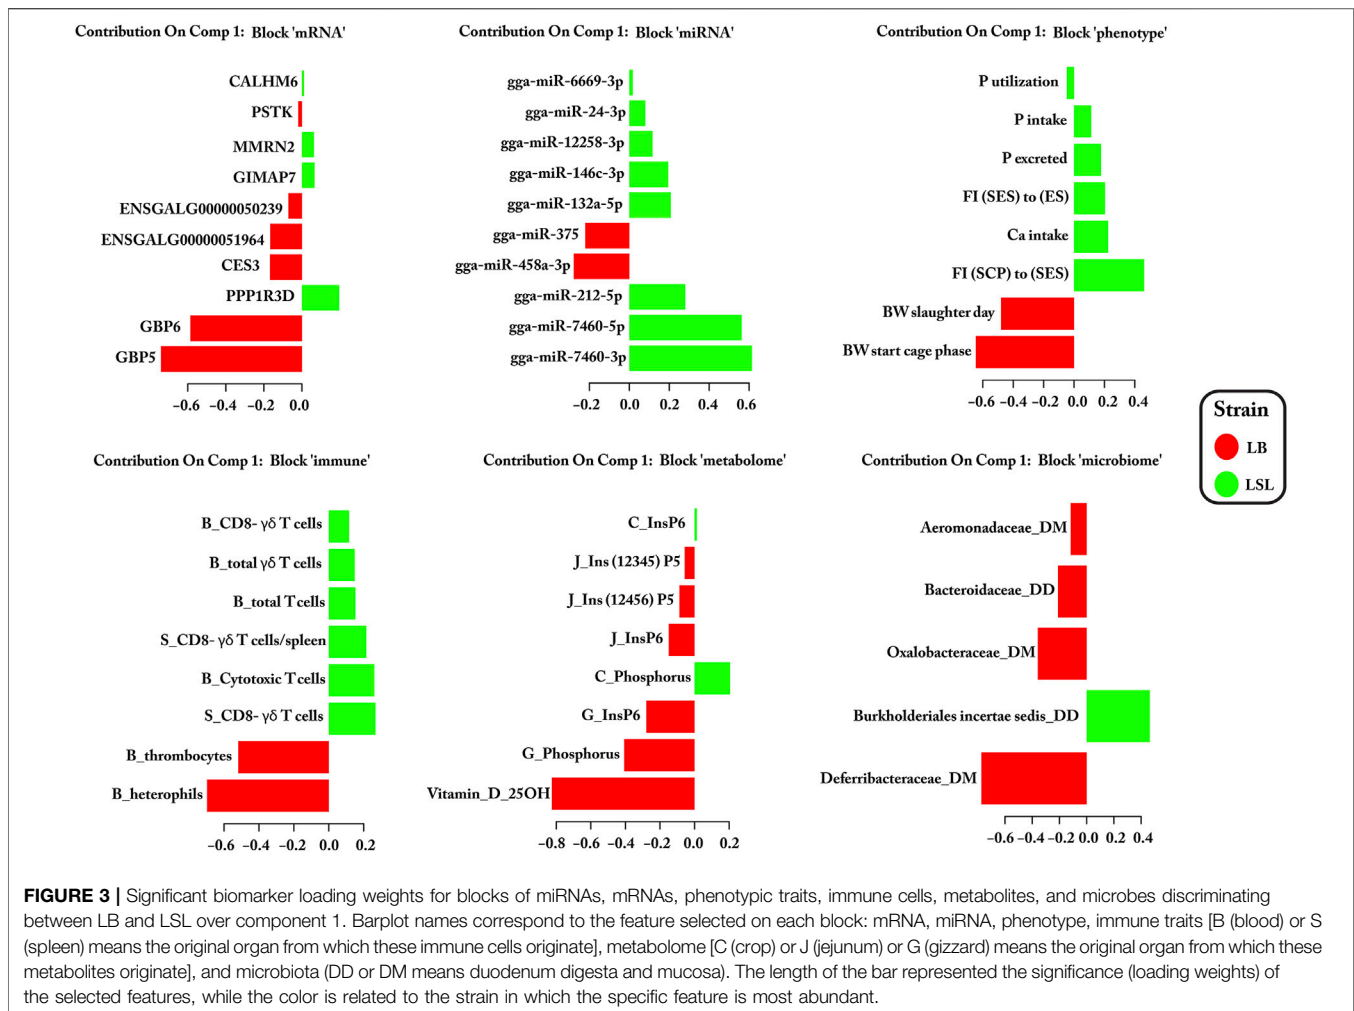 Contribution On Comp 1: Block 'mRNA'
CALHM6
PSTK
MMRN2
GIMAP7
ENSGALG00000050239
ENSGALG00000051964
CES3
PPP1R3D
GBP6
GBP5
−0.6 −0.4 −0.2 0.0
Contribution On Comp 1: Block 'miRNA'
gga-miR-6669-3p
gga-miR-24-3p
gga-miR-12258-3p
gga-miR-146c-3p
gga-miR-132a-5p
gga-miR-375
gga-miR-458a-3p
gga-miR-212-5p
gga-miR-7460-5p
gga-miR-7460-3p
−0.2 0.0 0.2 0.4 0.6
Contribution On Comp 1: Block 'phenotype'
P utilization
P intake
P excreted
FI (SES) to (ES)
Ca intake
FI (SCP) to (SES)
BW slaughter day
BW start cage phase
−0.6 −0.4 −0.2 0.0 0.2 0.4
Strain
LB
LSL
Contribution On Comp 1: Block 'immune'
B_CD8- γδ T cells
B_total γδ T cells
B_total T cells
S_CD8- γδ T cells/spleen
B_Cytotoxic T cells
S_CD8- γδ T cells
B_thrombocytes
B_heterophils
−0.6 −0.4 −0.2 0.0 0.2
Contribution On Comp 1: Block 'metabolome'
C_InsP6
J_Ins (12345) P5
J_Ins (12456) P5
J_InsP6
C_Phosphorus
G_InsP6
G_Phosphorus
Vitamin_D_25OH
−0.8 −0.6 −0.4 −0.2 0.0 0.2
Contribution On Comp 1: Block 'microbiome'
Aeromonadaceae_DM
Bacteroidaceae_DD
Oxalobacteraceae_DM
Burkholderiales incertae sedis_DD
Deferribacteraceae_DM
−0.6 −0.4 −0.2 0.0 0.2 0.4
FIGURE 3 | Significant biomarker loading weights for blocks of miRNAs, mRNAs, phenotypic traits, immune cells, metabolites, and microbes discriminating
between LB and LSL over component 1. Barplot names correspond to the feature selected on each block: mRNA, miRNA, phenotype, immune traits [B (blood) or S
(spleen) means the original organ from which these immune cells originate], metabolome [C (crop) or J (jejunum) or G (gizzard) means the original organ from which these
metabolites originate], and microbiota (DD or DM means duodenum digesta and mucosa). The length of the bar represented the significance (loading weights) of
the selected features, while the color is related to the strain in which the specific feature is most abundant.